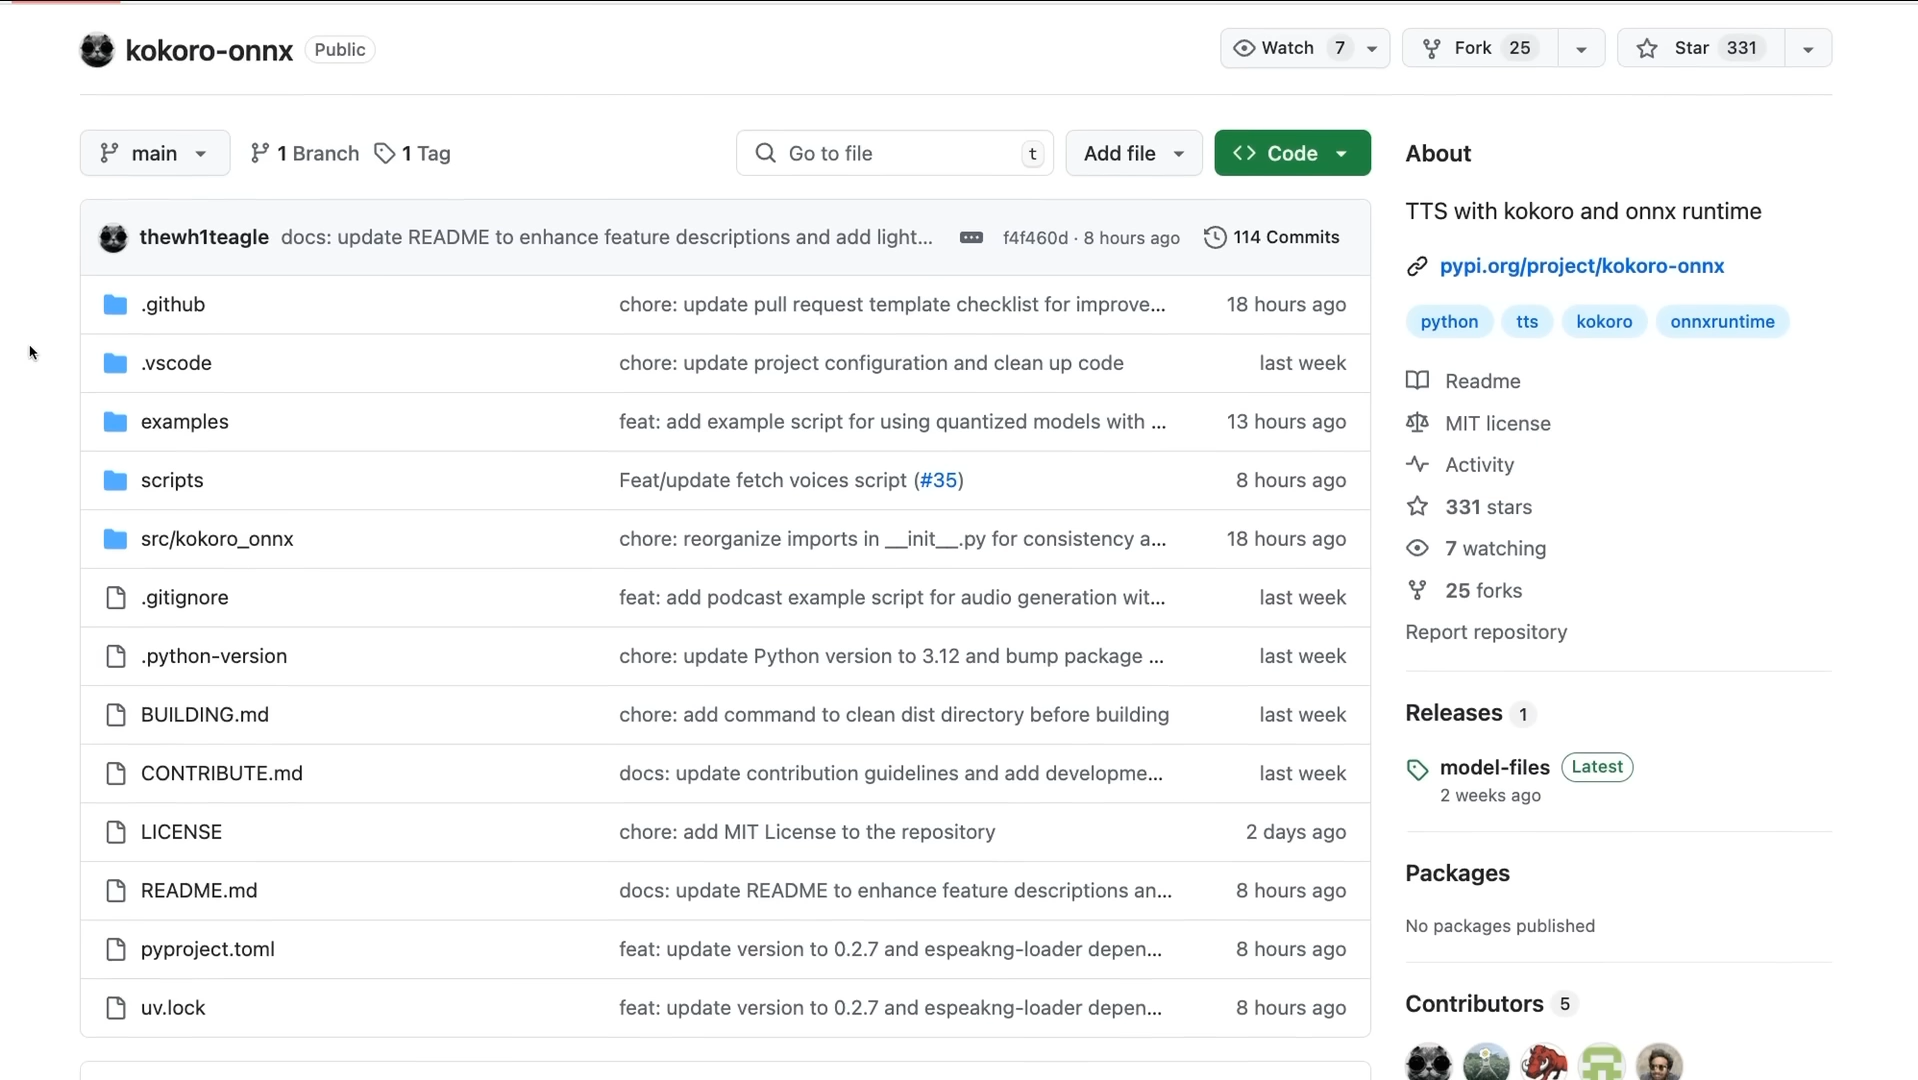 kokoro-onnx Public Watch 7 Fork 25 Star 331
main 1 Branch 1 Tag Go to file t Add file Code
thewh1teagle docs: update README to enhance feature descriptions and add light... f4f460d · 8 hours ago 114 Commits
.github chore: update pull request template checklist for improve... 18 hours ago
.vscode chore: update project configuration and clean up code last week
examples feat: add example script for using quantized models with ... 13 hours ago
scripts Feat/update fetch voices script (#35) 8 hours ago
src/kokoro_onnx chore: reorganize imports in __init__.py for consistency a... 18 hours ago
.gitignore feat: add podcast example script for audio generation wit... last week
.python-version chore: update Python version to 3.12 and bump package ... last week
BUILDING.md chore: add command to clean dist directory before building last week
CONTRIBUTE.md docs: update contribution guidelines and add developme... last week
LICENSE chore: add MIT License to the repository 2 days ago
README.md docs: update README to enhance feature descriptions an... 8 hours ago
pyproject.toml feat: update version to 0.2.7 and espeakng-loader depen... 8 hours ago
uv.lock feat: update version to 0.2.7 and espeakng-loader depen... 8 hours ago
About
TTS with kokoro and onnx runtime
pypi.org/project/kokoro-onnx
python tts kokoro onnxruntime
Readme
MIT license
Activity
331 stars
7 watching
25 forks
Report repository
Releases 1
model-files Latest
2 weeks ago
Packages
No packages published
Contributors 5